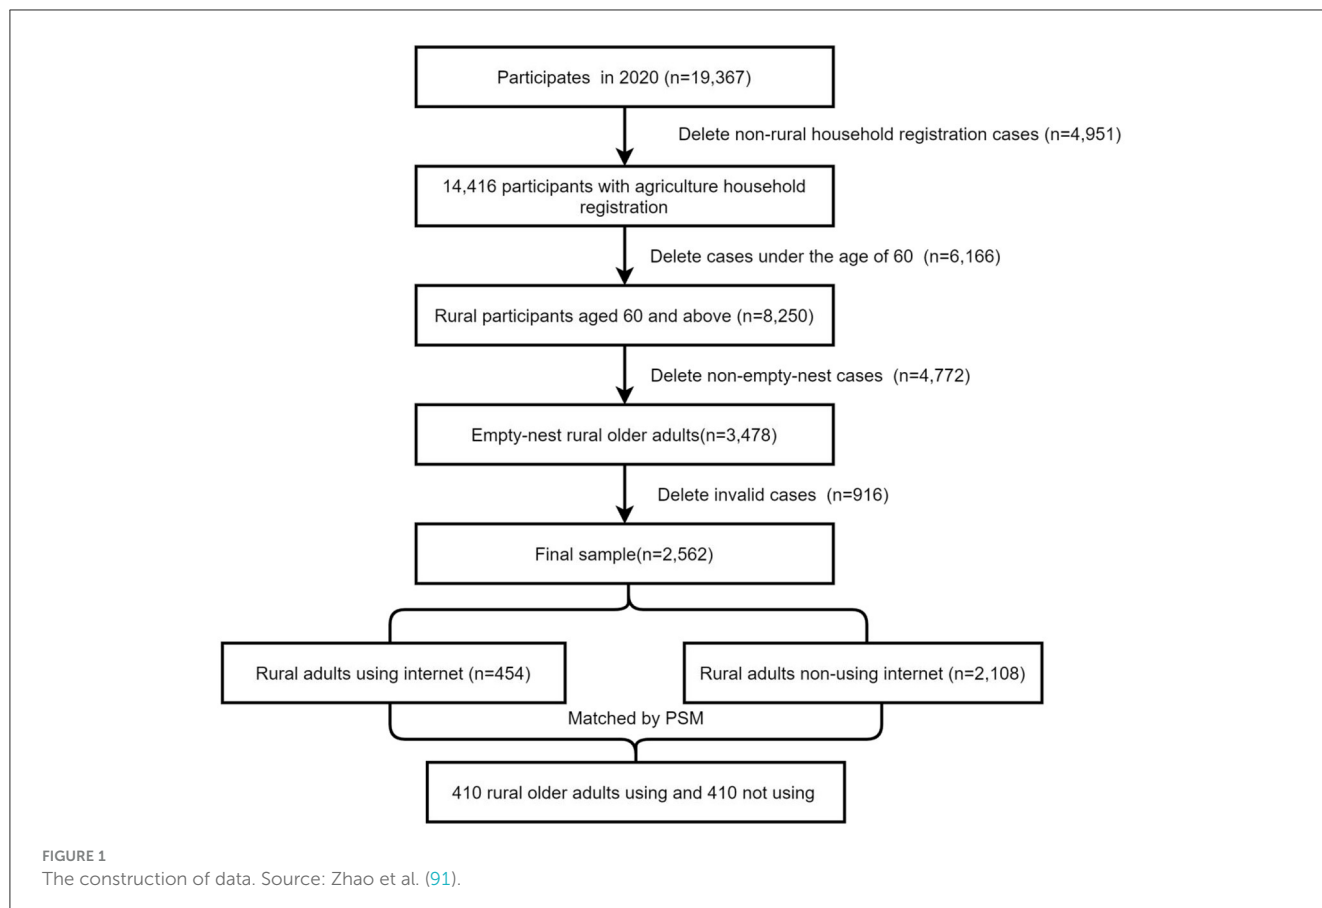 Participates in 2020 (n=19,367)
Delete non-rural household registration cases (n=4,951)
14,416 participants with agriculture household
registration
Delete cases under the age of 60 (n=6,166)
Rural participants aged 60 and above (n=8,250)
Delete non-empty-nest cases (n=4,772)
Empty-nest rural older adults(n=3,478)
Delete invalid cases (n=916)
Final sample(n=2,562)
Rural adults using internet (n=454)
Rural adults non-using internet (n=2,108)
Matched by PSM
410 rural older adults using and 410 not using
FIGURE 1
The construction of data. Source: Zhao et al. (91).